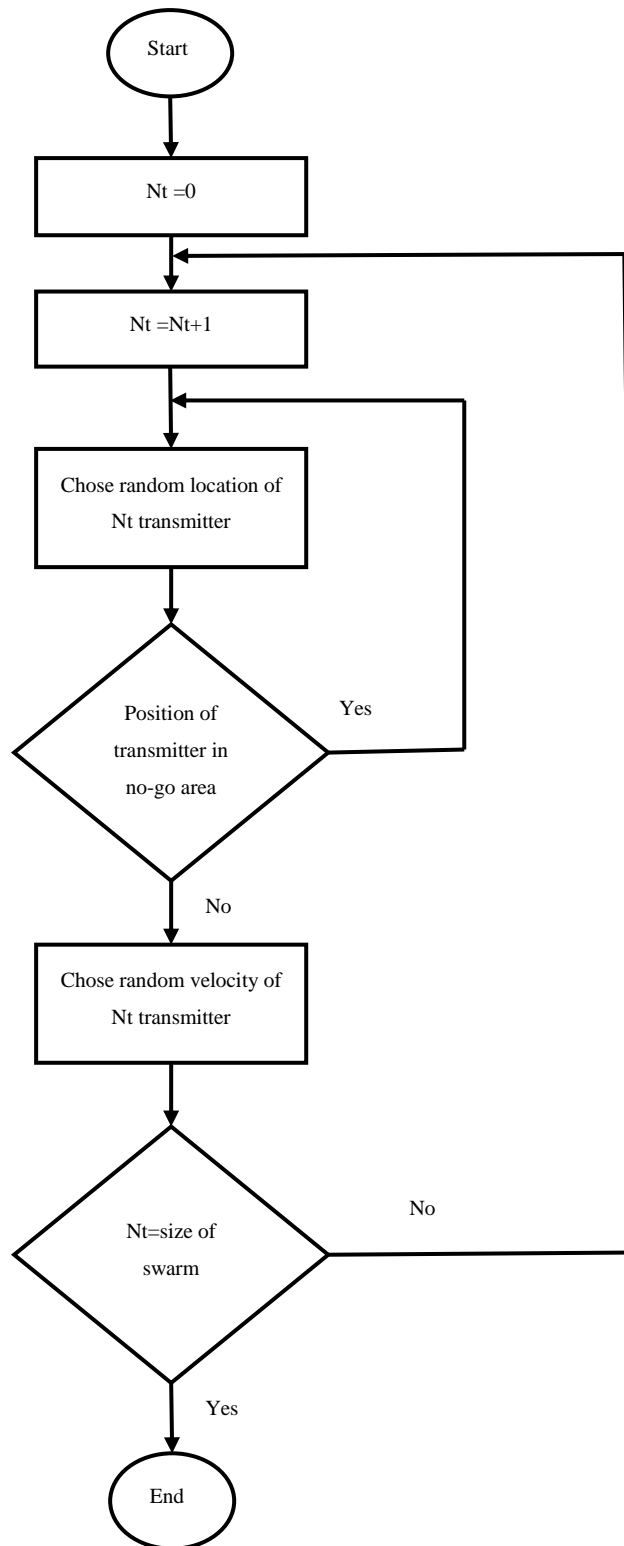 Start
Nt =0
Nt =Nt+1
Chose random location of
Nt transmitter
Position of
transmitter in
no-go area
Yes
No
Chose random velocity of
Nt transmitter
Nt=size of
swarm
No
Yes
End